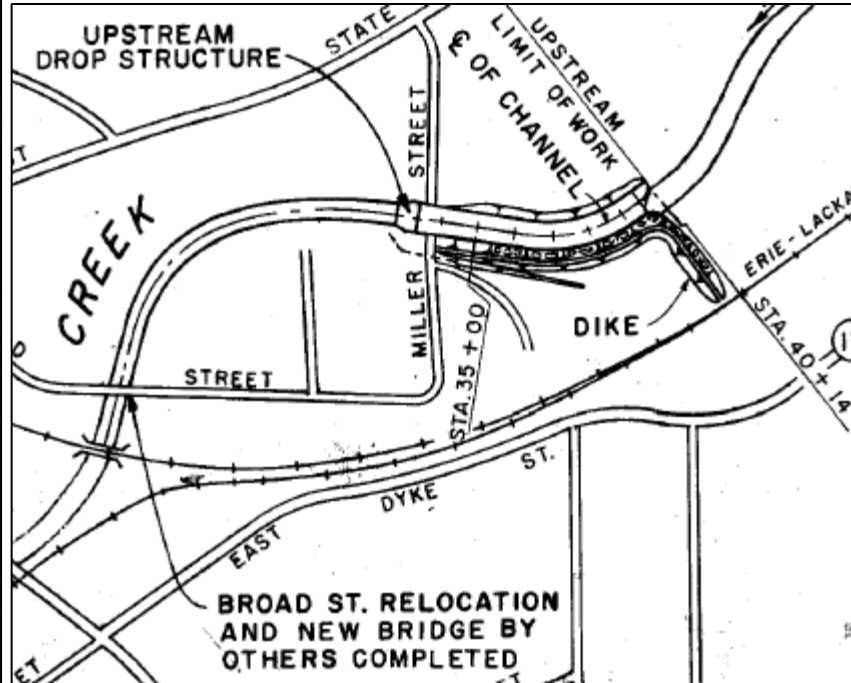 UPSTREAM
DROP STRUCTURE
STATE
STREET
UPSTREAM
LIMIT OF WORK
℄ OF CHANNEL
CREEK
ERIE-LACKA
MILLER
DIKE
STA. 35+00
STA. 40+14
STREET
EAST
DYKE
ST.
BROAD ST. RELOCATION
AND NEW BRIDGE BY
OTHERS COMPLETED